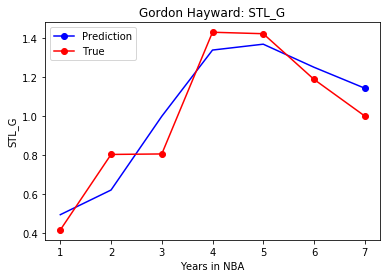 Gordon Hayward: STL_G
Prediction
True
1.4
1.2
1.0
0.8
0.6
0.4
STL_G
1 2 3 4 5 6 7
Years in NBA